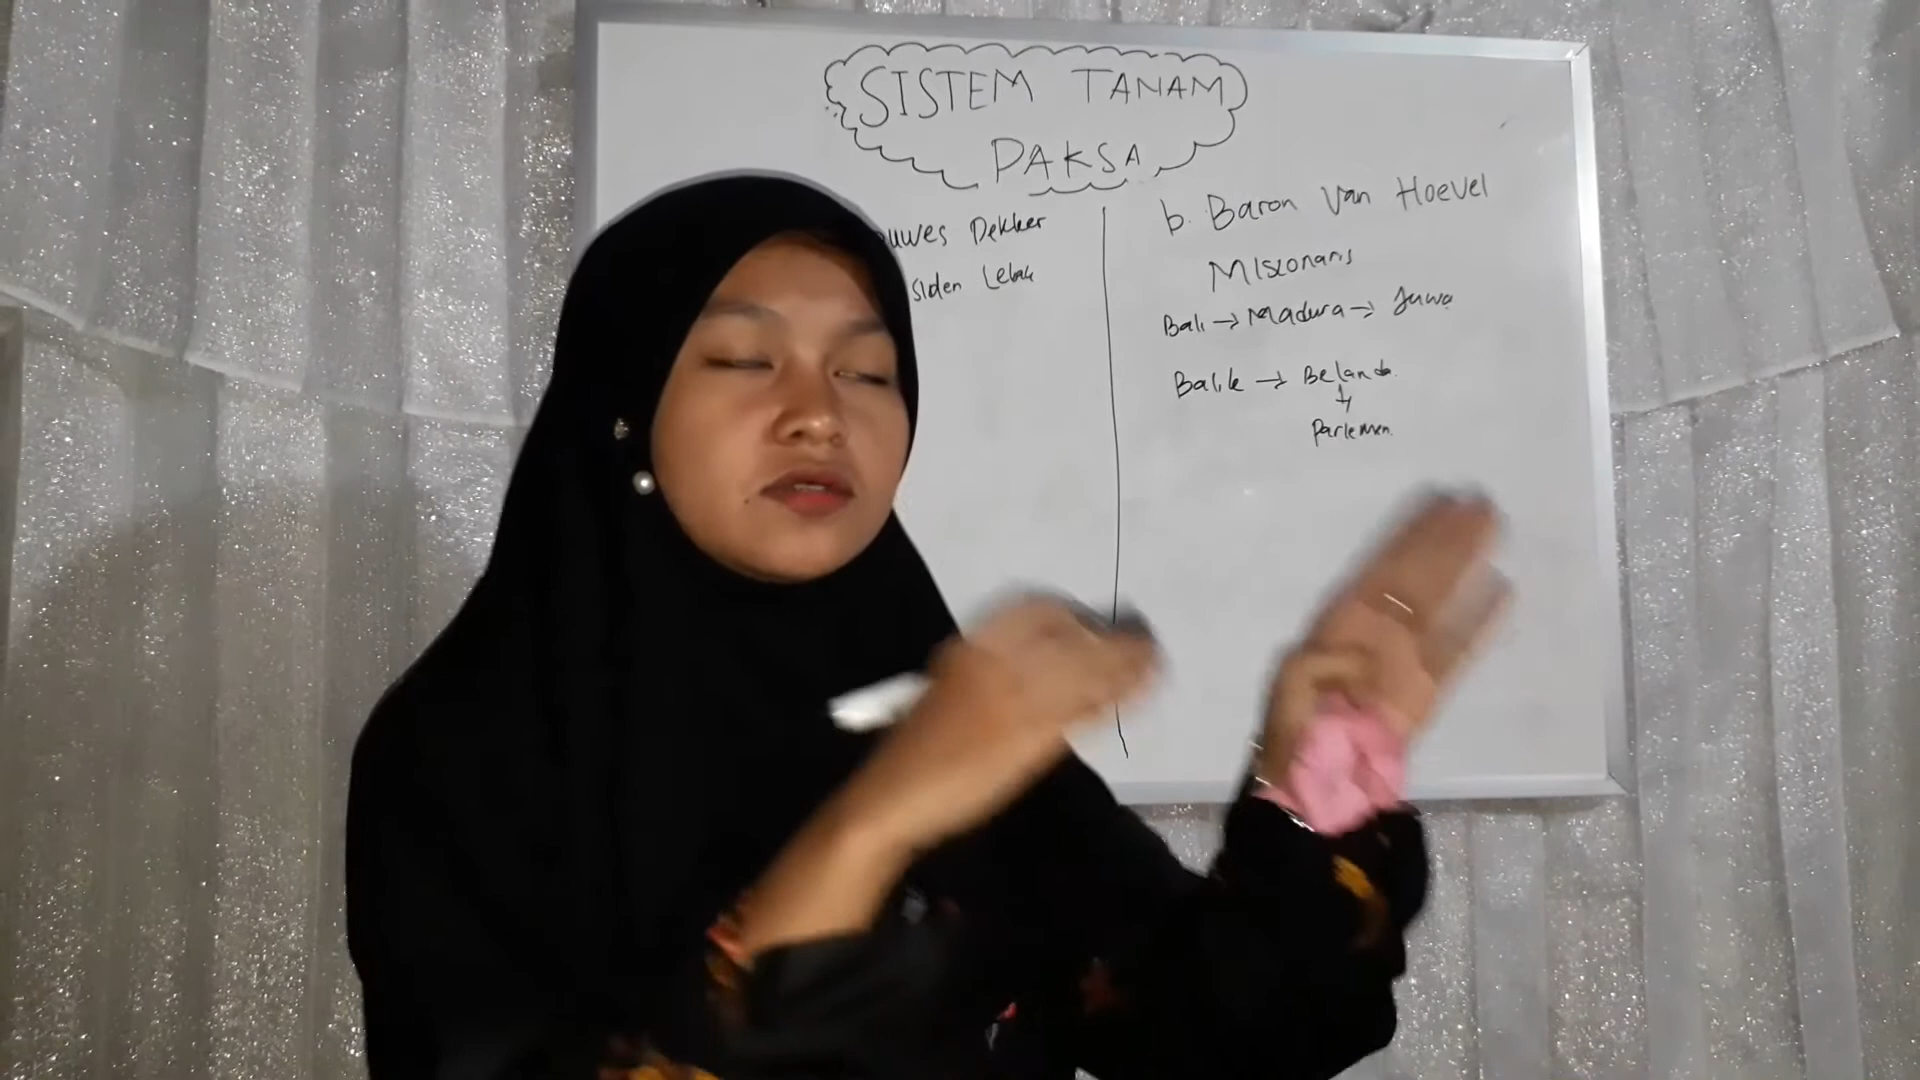 SISTEM TANAM
PAKSA
ouwes Dekker
siden Lebak
b. Baron Van Hoevel
Misionaris
Bali → Madura → Jawa
Balik → Belanda.
↓
Parlemen.